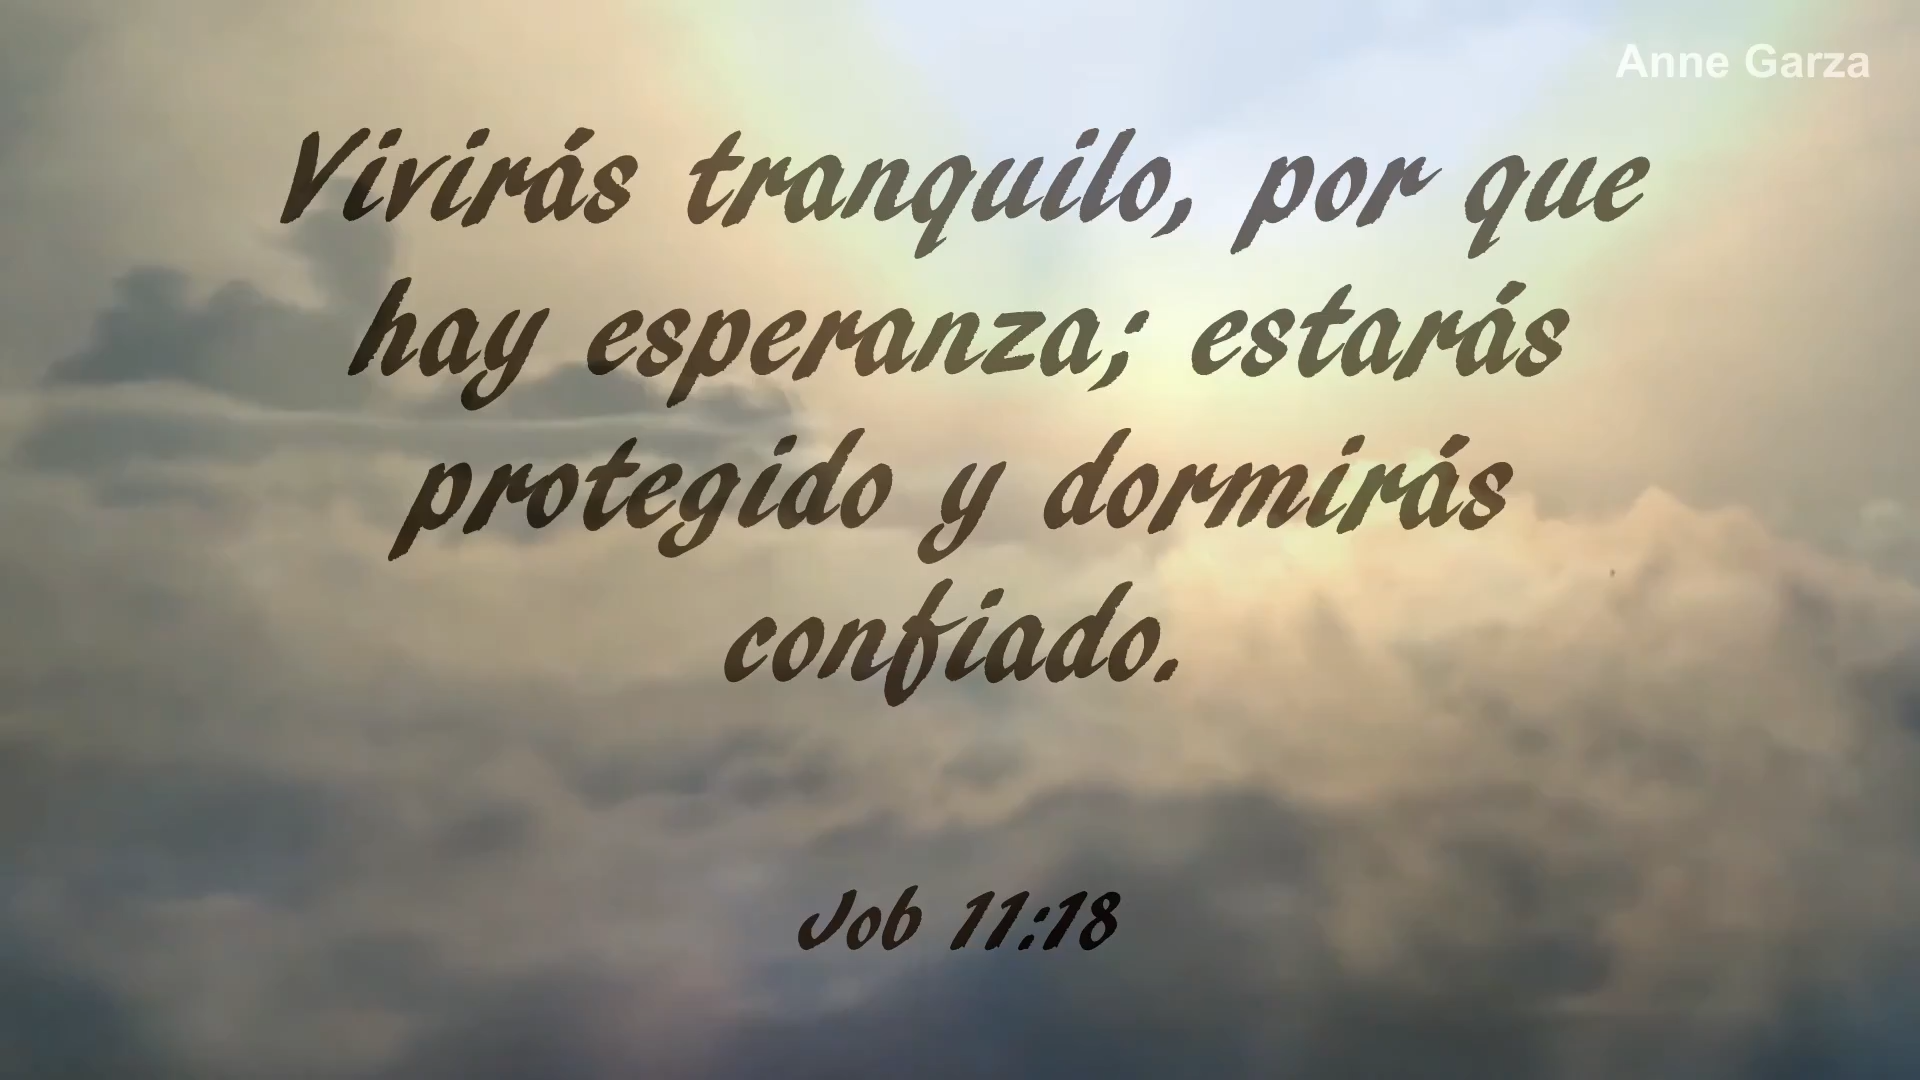 Anne Garza
Vivirás tranquilo, por que
hay esperanza; estarás
protegido y dormirás
confiado.
Job 11:18